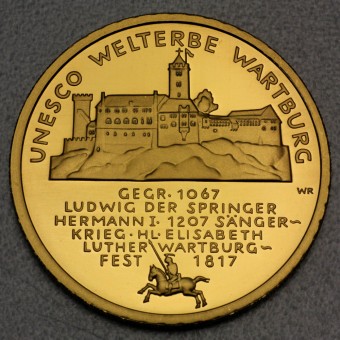 UNESCO WELTERBE WARTBURG
WR
GEGR·1067
LUDWIG DER SPRINGER
HERMANN I·1207 SÄNGER~
KRIEG·HL·ELISABETH
LUTHER·WARTBURG~
FEST 1817